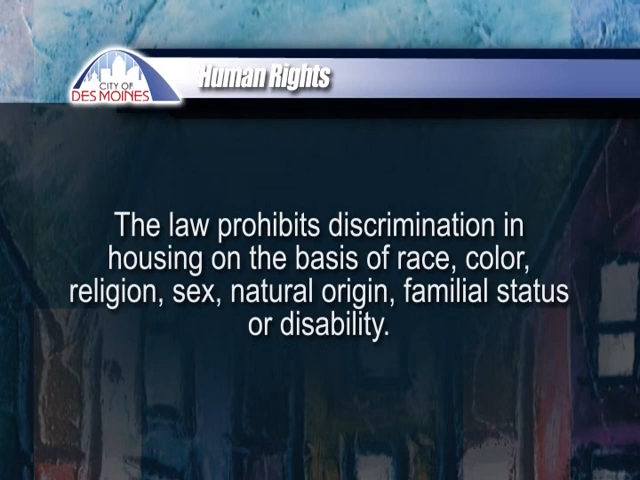 CITY OF
DES MOINES
Human Rights
The law prohibits discrimination in
housing on the basis of race, color,
religion, sex, natural origin, familial status
or disability.